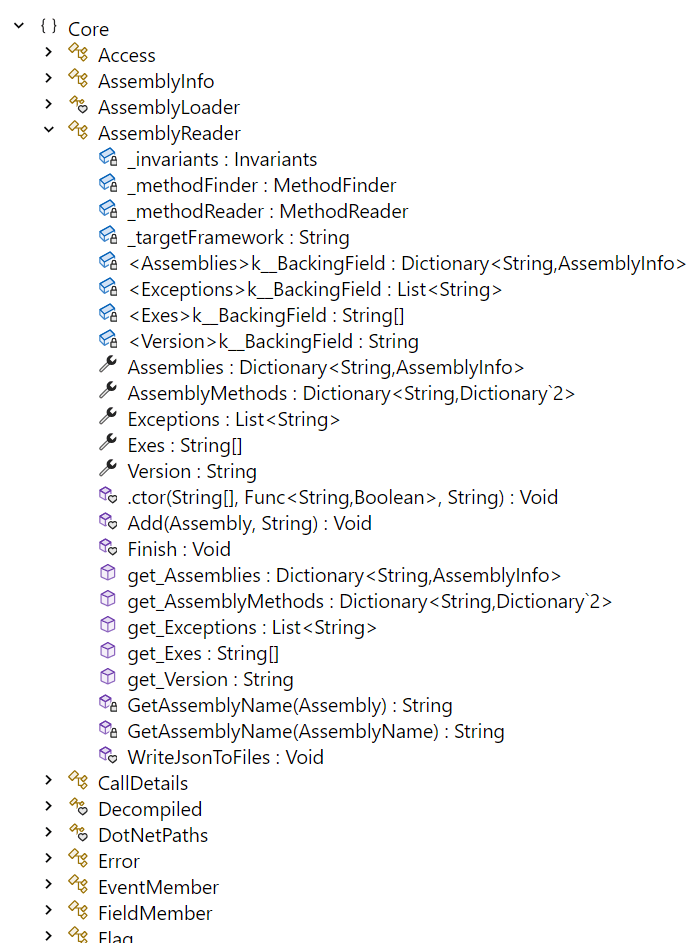 { } Core
Access
AssemblyInfo
AssemblyLoader
AssemblyReader
_invariants : Invariants
_methodFinder : MethodFinder
_methodReader : MethodReader
_targetFramework : String
<Assemblies>k__BackingField : Dictionary<String,AssemblyInfo>
<Exceptions>k__BackingField : List<String>
<Exes>k__BackingField : String[]
<Version>k__BackingField : String
Assemblies : Dictionary<String,AssemblyInfo>
AssemblyMethods : Dictionary<String,Dictionary`2>
Exceptions : List<String>
Exes : String[]
Version : String
.ctor(String[], Func<String,Boolean>, String) : Void
Add(Assembly, String) : Void
Finish : Void
get_Assemblies : Dictionary<String,AssemblyInfo>
get_AssemblyMethods : Dictionary<String,Dictionary`2>
get_Exceptions : List<String>
get_Exes : String[]
get_Version : String
GetAssemblyName(Assembly) : String
GetAssemblyName(AssemblyName) : String
WriteJsonToFiles : Void
CallDetails
Decompiled
DotNetPaths
Error
EventMember
FieldMember
Flag